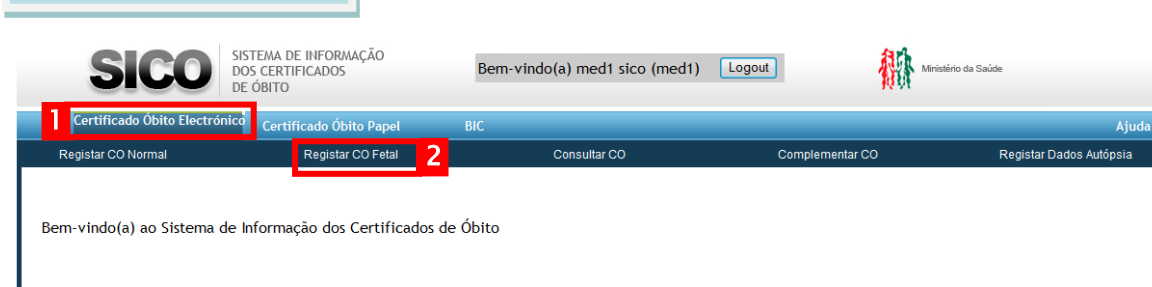 SICO
SISTEMA DE INFORMAÇÃO
DOS CERTIFICADOS
DE ÓBITO
Bem-vindo(a) med1 sico (med1) Logout
Ministério da Saúde
1 Certificado Óbito Electrónico Certificado Óbito Papel BIC Ajuda
Registar CO Normal Registar CO Fetal 2 Consultar CO Complementar CO Registar Dados Autópsia
Bem-vindo(a) ao Sistema de Informação dos Certificados de Óbito